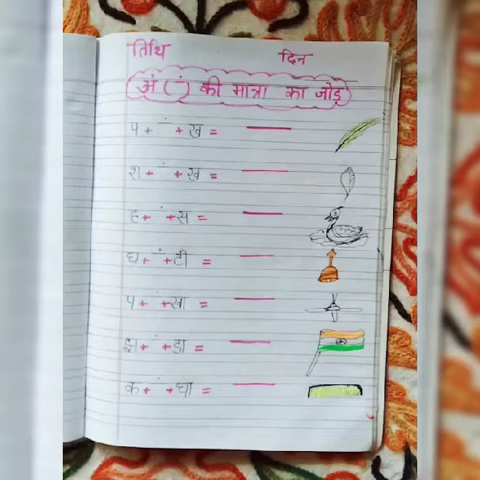 तिथि दिन
अं ( ं ) की मात्रा का जोड़
प + ं + ख =
श + ं + ख =
ह + ं + स =
घ + ं + टी =
प + ं + खा =
झ + ं + डा =
क + ं + घा =